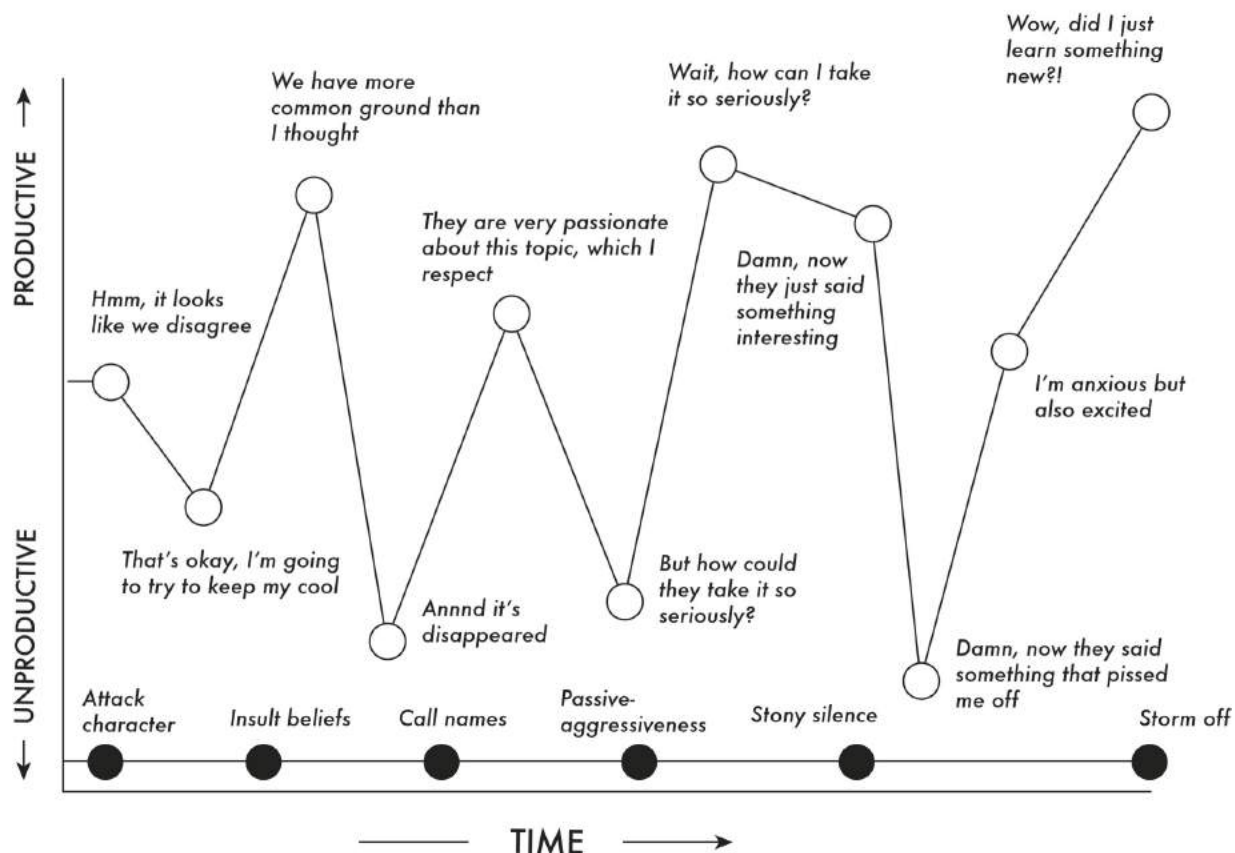 Wow, did I just
learn something
new?!
Wait, how can I take
it so seriously?
We have more
common ground than
I thought
They are very passionate
about this topic, which I
respect
Damn, now
they just said
something
interesting
Hmm, it looks
like we disagree
I'm anxious but
also excited
That's okay, I'm going
to try to keep my cool
Annnd it's
disappeared
But how could
they take it so
seriously?
Damn, now they said
something that pissed
me off
Attack
character
Insult beliefs
Call names
Passive-
aggressiveness
Stony silence
Storm off
PRODUCTIVE
UNPRODUCTIVE
TIME